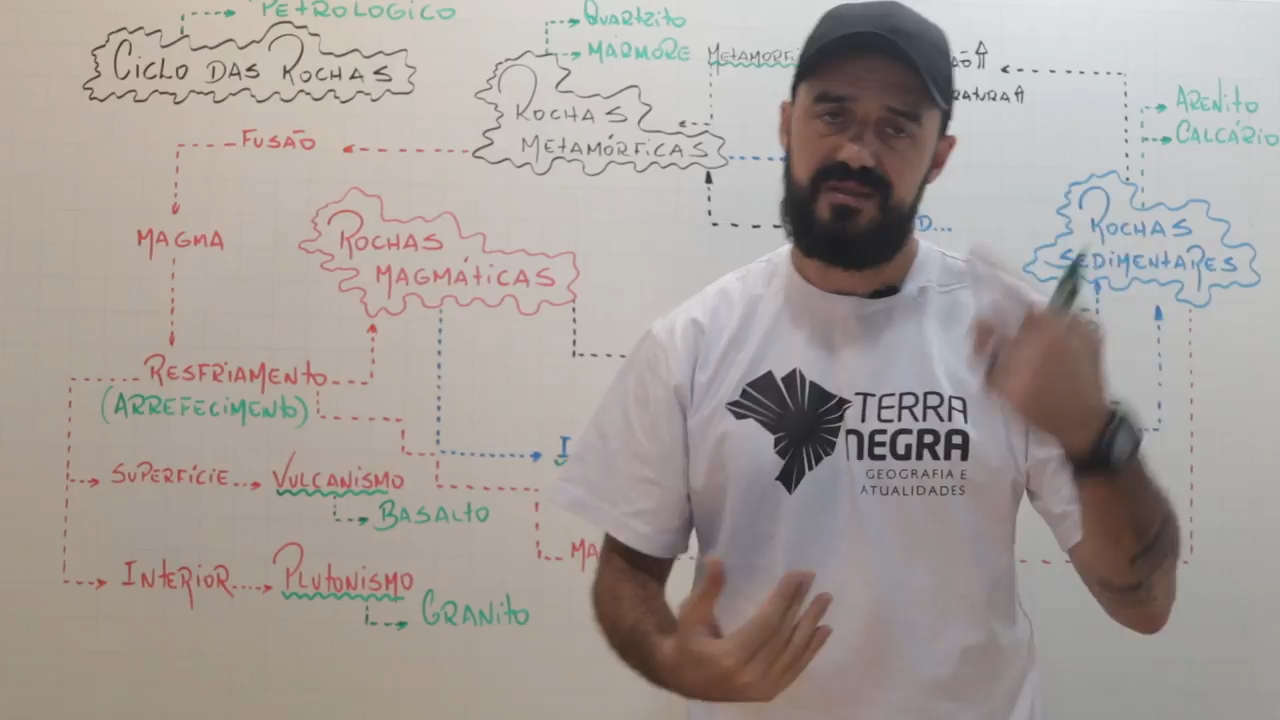 PETROLÓGICO
CICLO DAS ROCHAS
QUARTZITO
MÁRMORE
ROCHAS
METAMÓRFICAS
ARENITO
CALCÁRIO
FUSÃO
MAGMA
ROCHAS
MAGMÁTICAS
ROCHAS
SEDIMENTARES
RESFRIAMENTO
(ARREFECIMENTO)
SUPERFÍCIE
VULCANISMO
BASALTO
INTERIOR
PLUTONISMO
GRANITO
TERRA
NEGRA
GEOGRAFIA E
ATUALIDADES